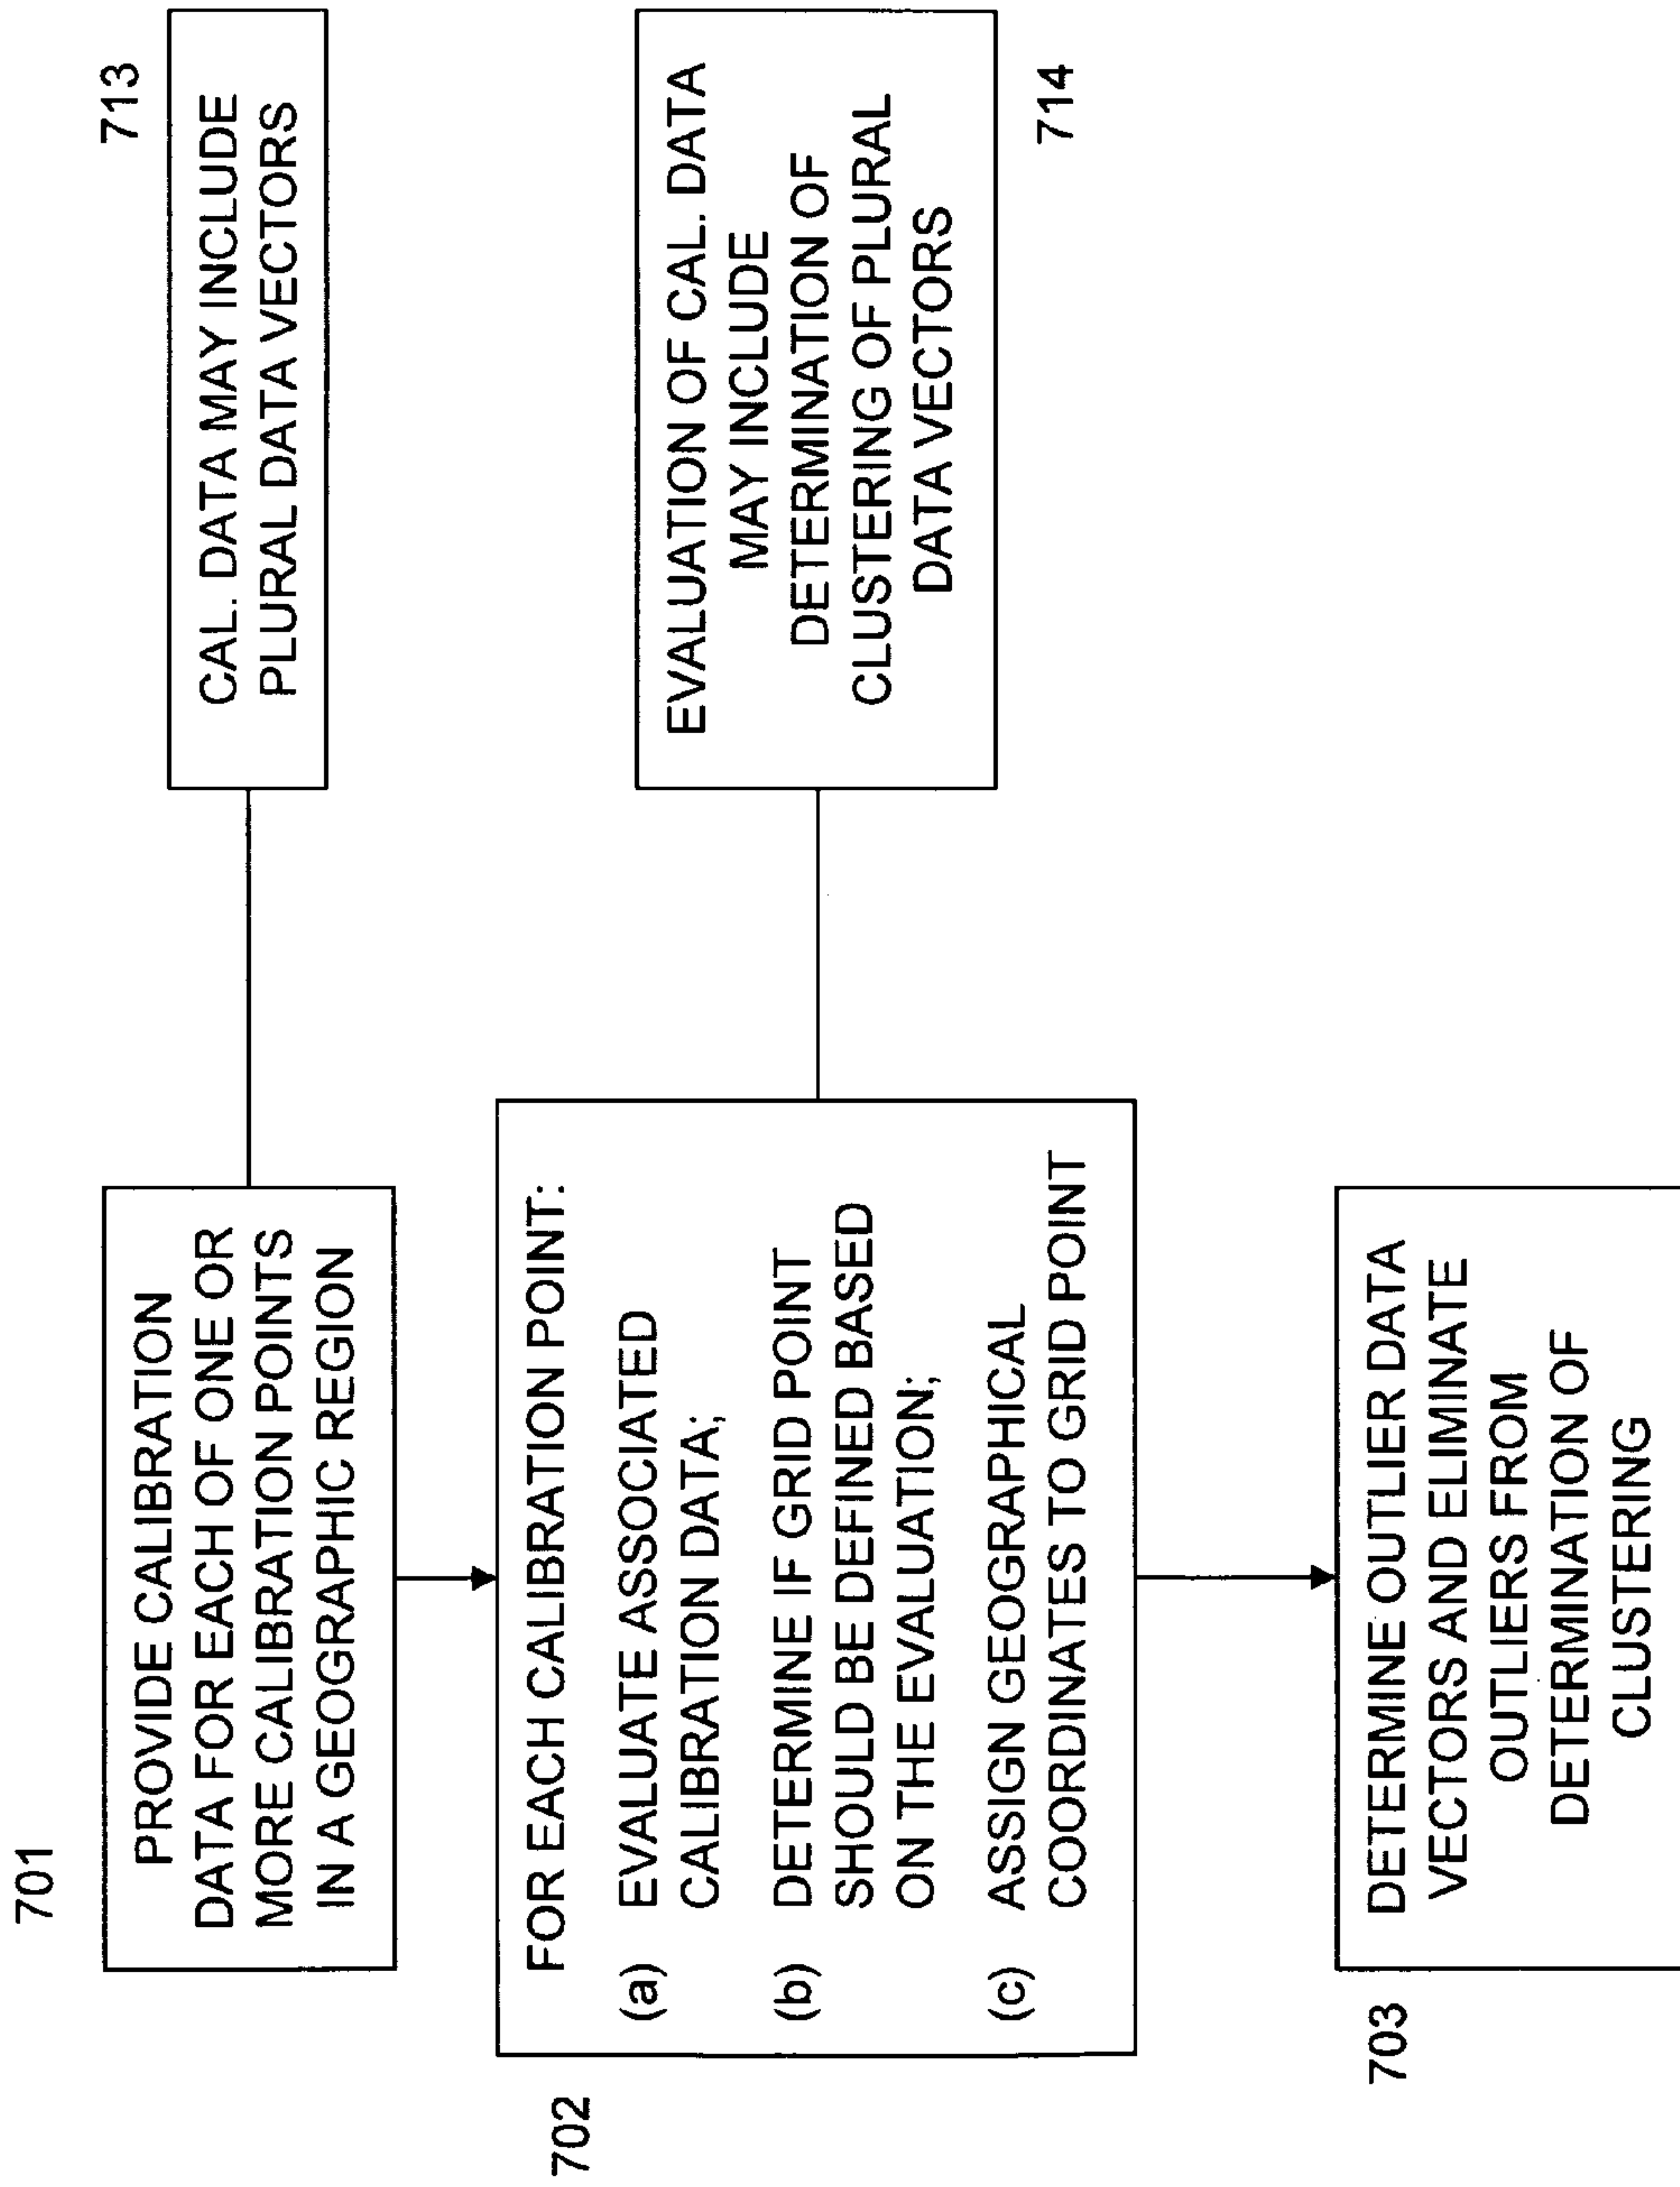 701
PROVIDE CALIBRATION
DATA FOR EACH OF ONE OR
MORE CALIBRATION POINTS
IN A GEOGRAPHIC REGION
713
CAL. DATA MAY INCLUDE
PLURAL DATA VECTORS
702
FOR EACH CALIBRATION POINT:
(a) EVALUATE ASSOCIATED
CALIBRATION DATA;
(b) DETERMINE IF GRID POINT
SHOULD BE DEFINED BASED
ON THE EVALUATION;
(c) ASSIGN GEOGRAPHICAL
COORDINATES TO GRID POINT
EVALUATION OF CAL. DATA
MAY INCLUDE
DETERMINATION OF
CLUSTERING OF PLURAL
DATA VECTORS
714
703
DETERMINE OUTLIER DATA
VECTORS AND ELIMINATE
OUTLIERS FROM
DETERMINATION OF
CLUSTERING